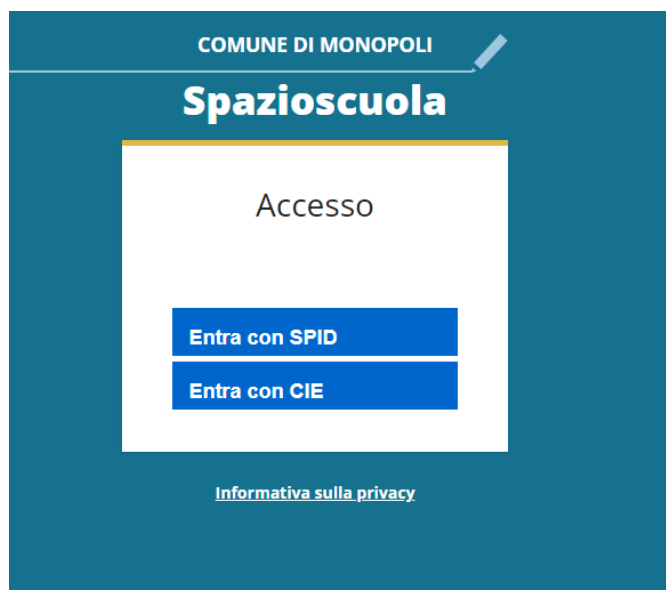 COMUNE DI MONOPOLI
Spazioscuola
Accesso
Entra con SPID
Entra con CIE
Informativa sulla privacy